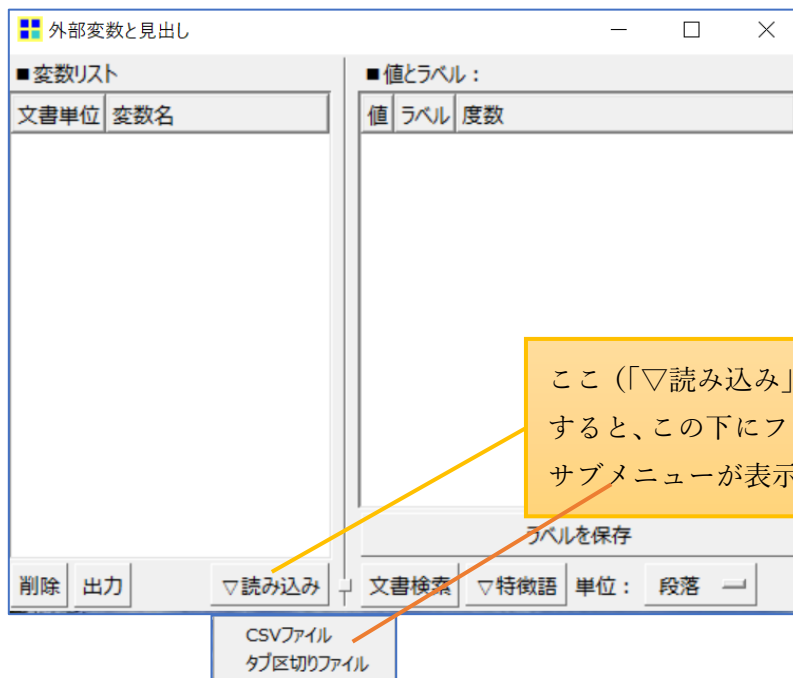 外部変数と見出し
■変数リスト
文書単位 変数名
■値とラベル：
値 ラベル 度数
ここ（「▽読み込み」
すると、この下にフ
サブメニューが表示
ラベルを保存
削除 出力 ▽読み込み 文書検索 ▽特徴語 単位： 段落
CSVファイル
タブ区切りファイル